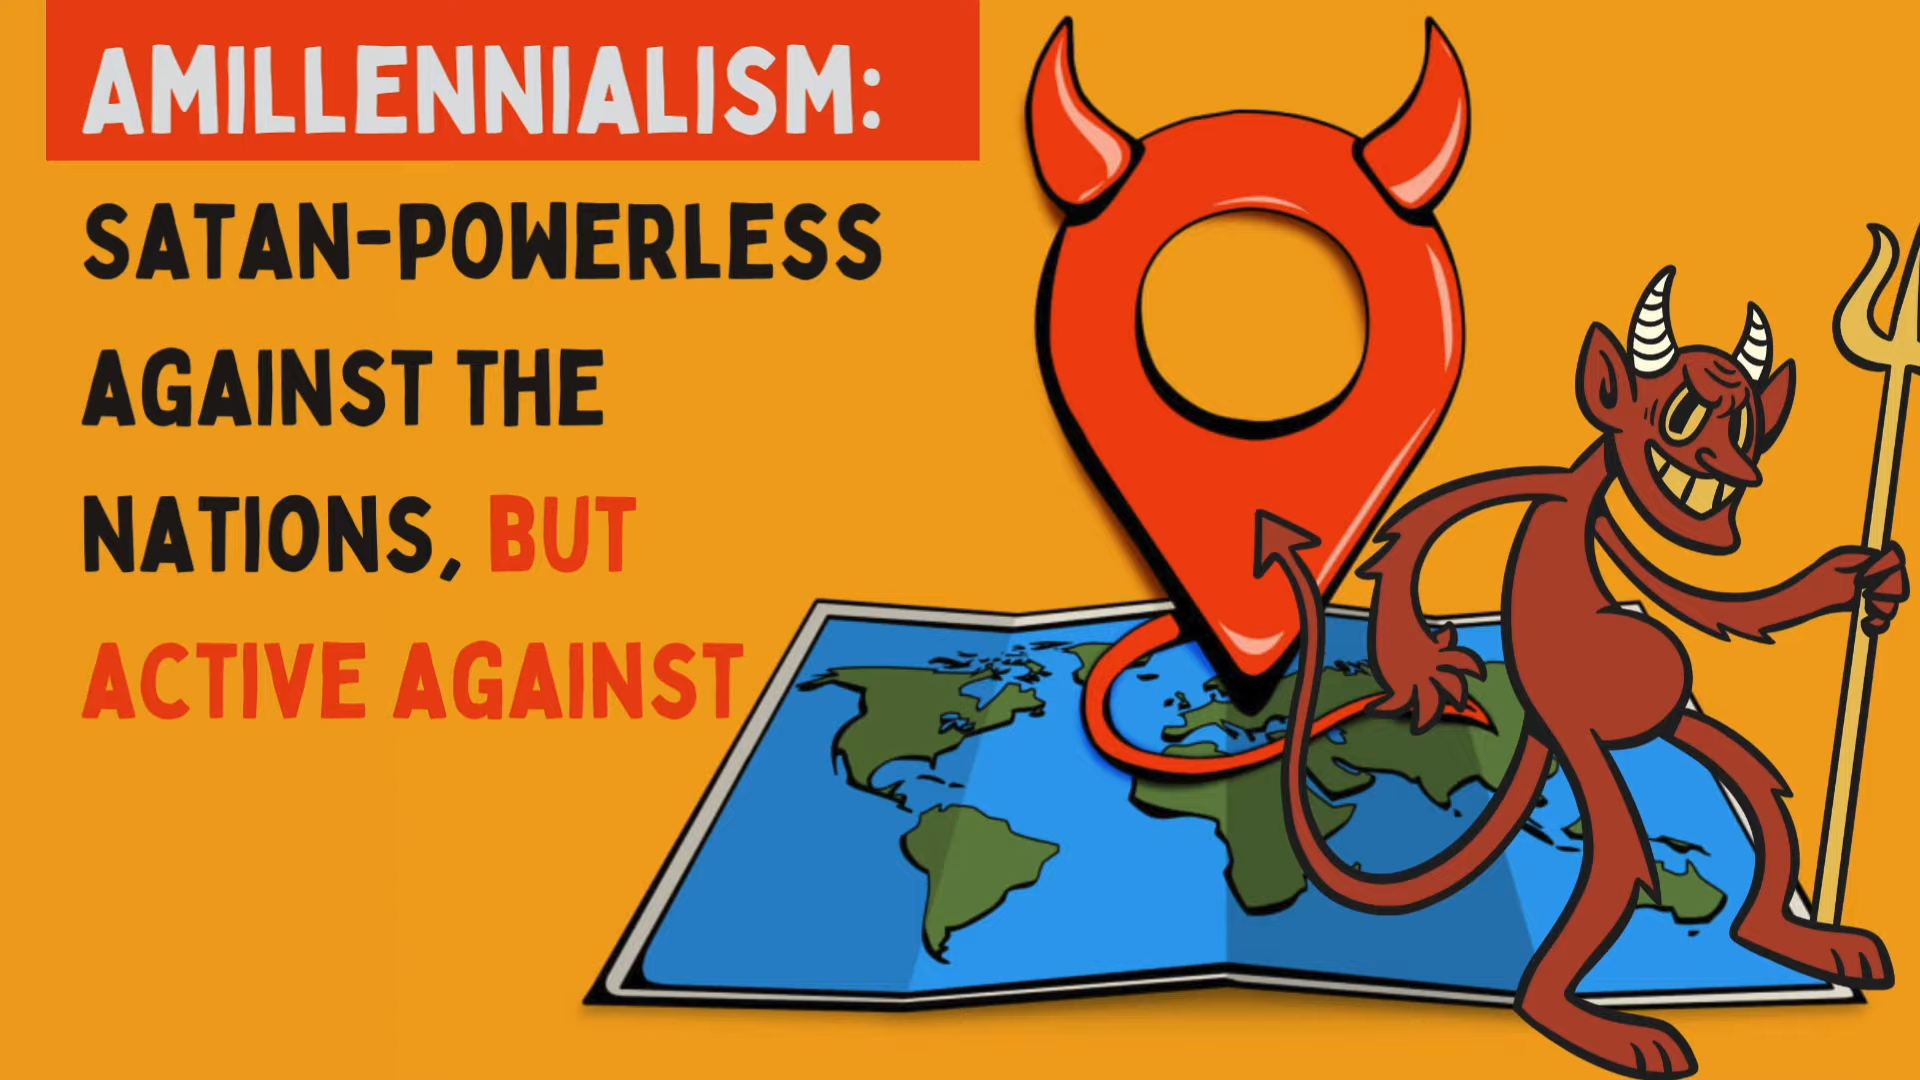 AMILLENNIALISM:
SATAN-POWERLESS
AGAINST THE
NATIONS, BUT
ACTIVE AGAINST